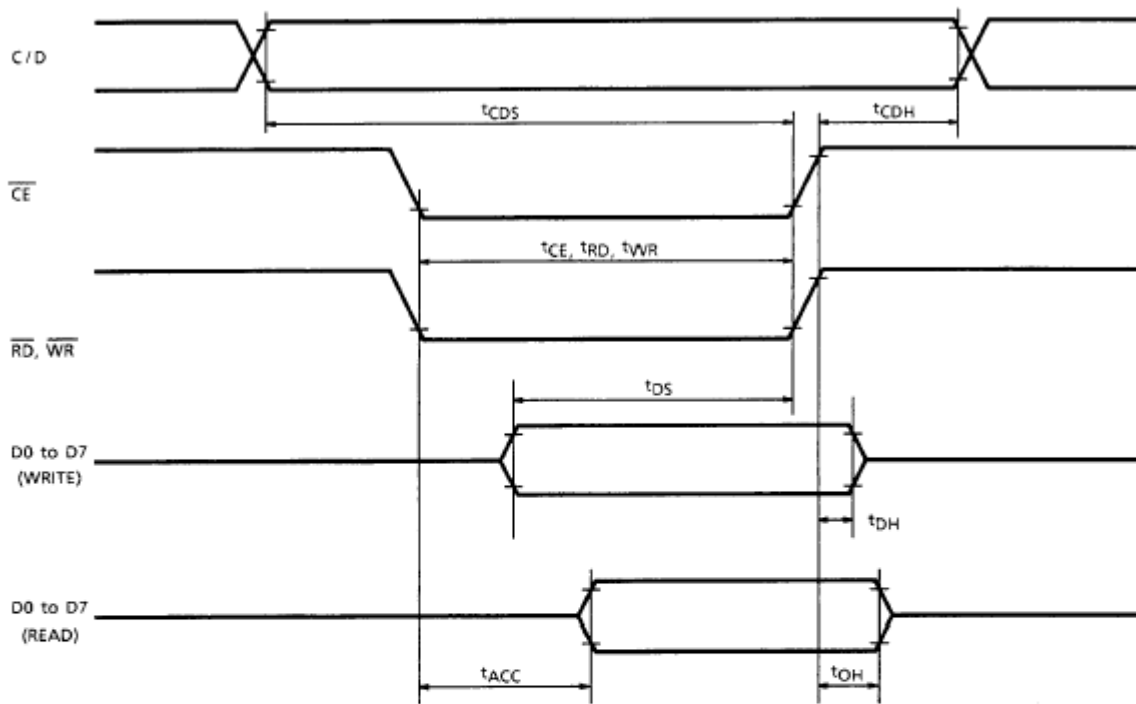 C / D
tCDS
tCDH
CE
tCE, tRD, tWR
RD, WR
tDS
D0 to D7
(WRITE)
tDH
D0 to D7
(READ)
tACC
tOH